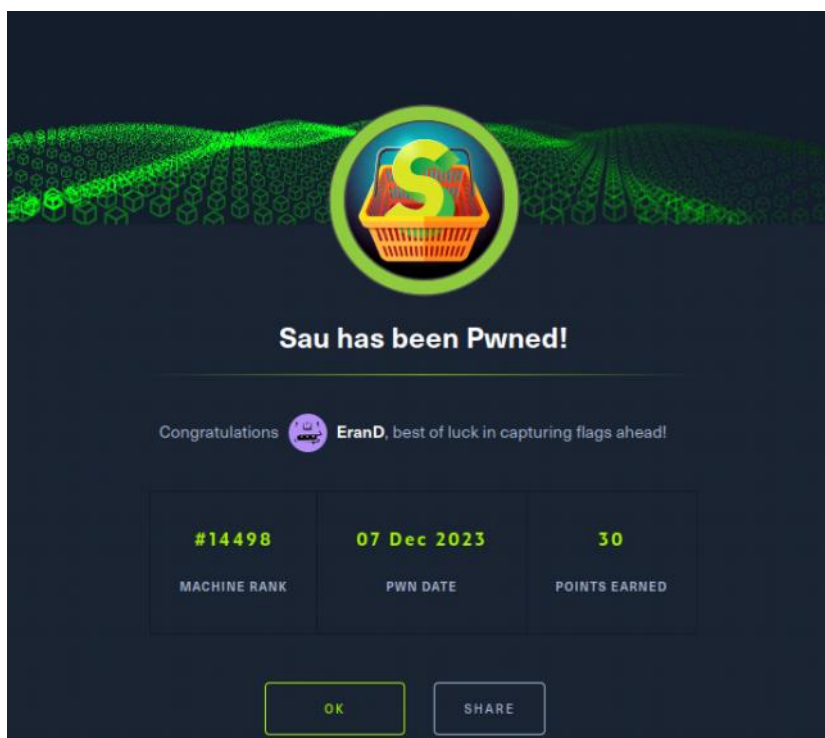 S
Sau has been Pwned!
Congratulations EranD, best of luck in capturing flags ahead!
#14498 07 Dec 2023 30
MACHINE RANK PWN DATE POINTS EARNED
OK SHARE